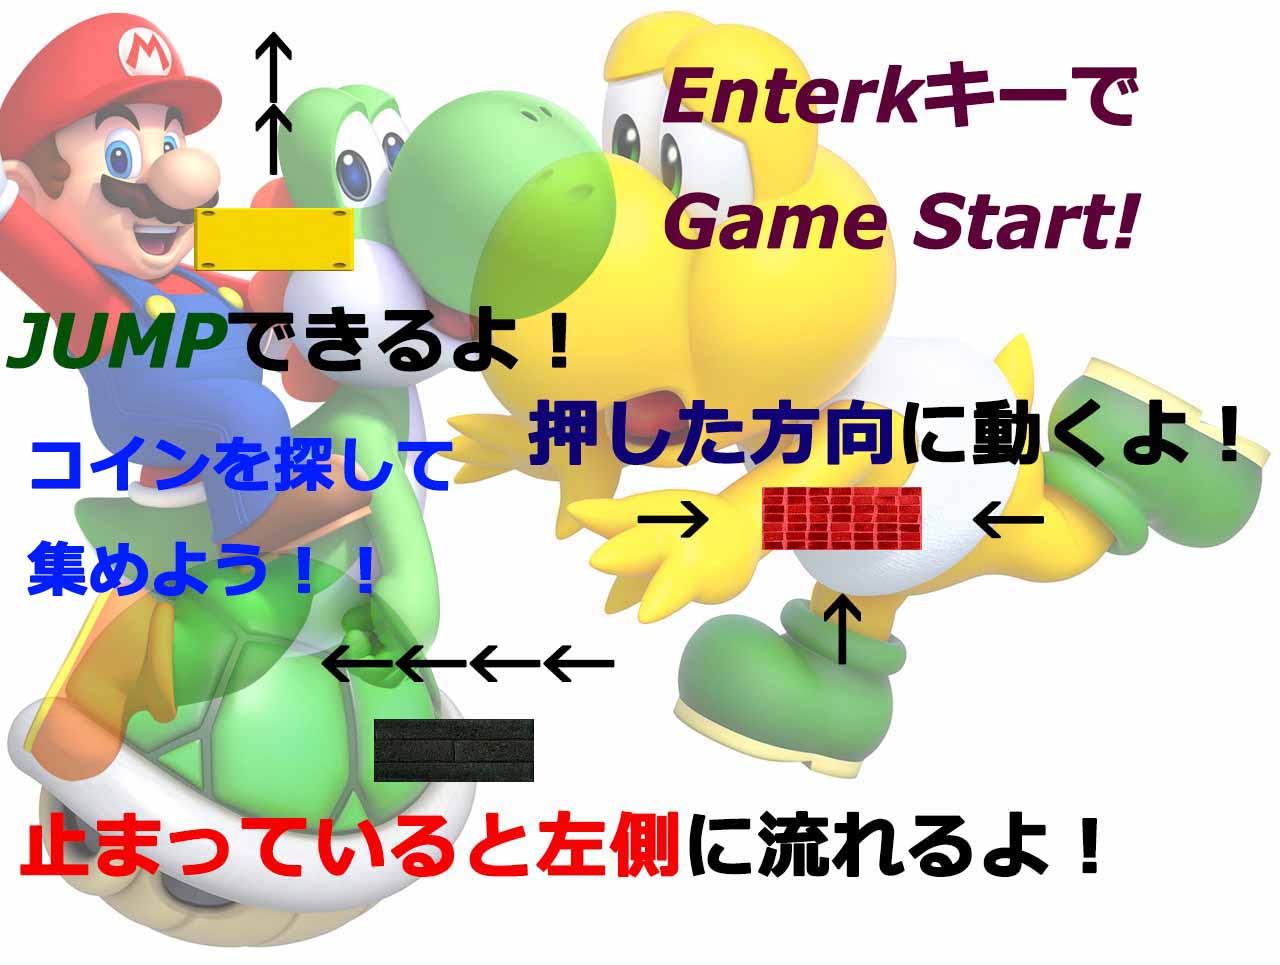 M
Enterkキーで
Game Start!
JUMPできるよ！
押した方向に動くよ！
コインを探して
集めよう！！
→ ←
↑
←←←←
止まっていると左側に流れるよ！